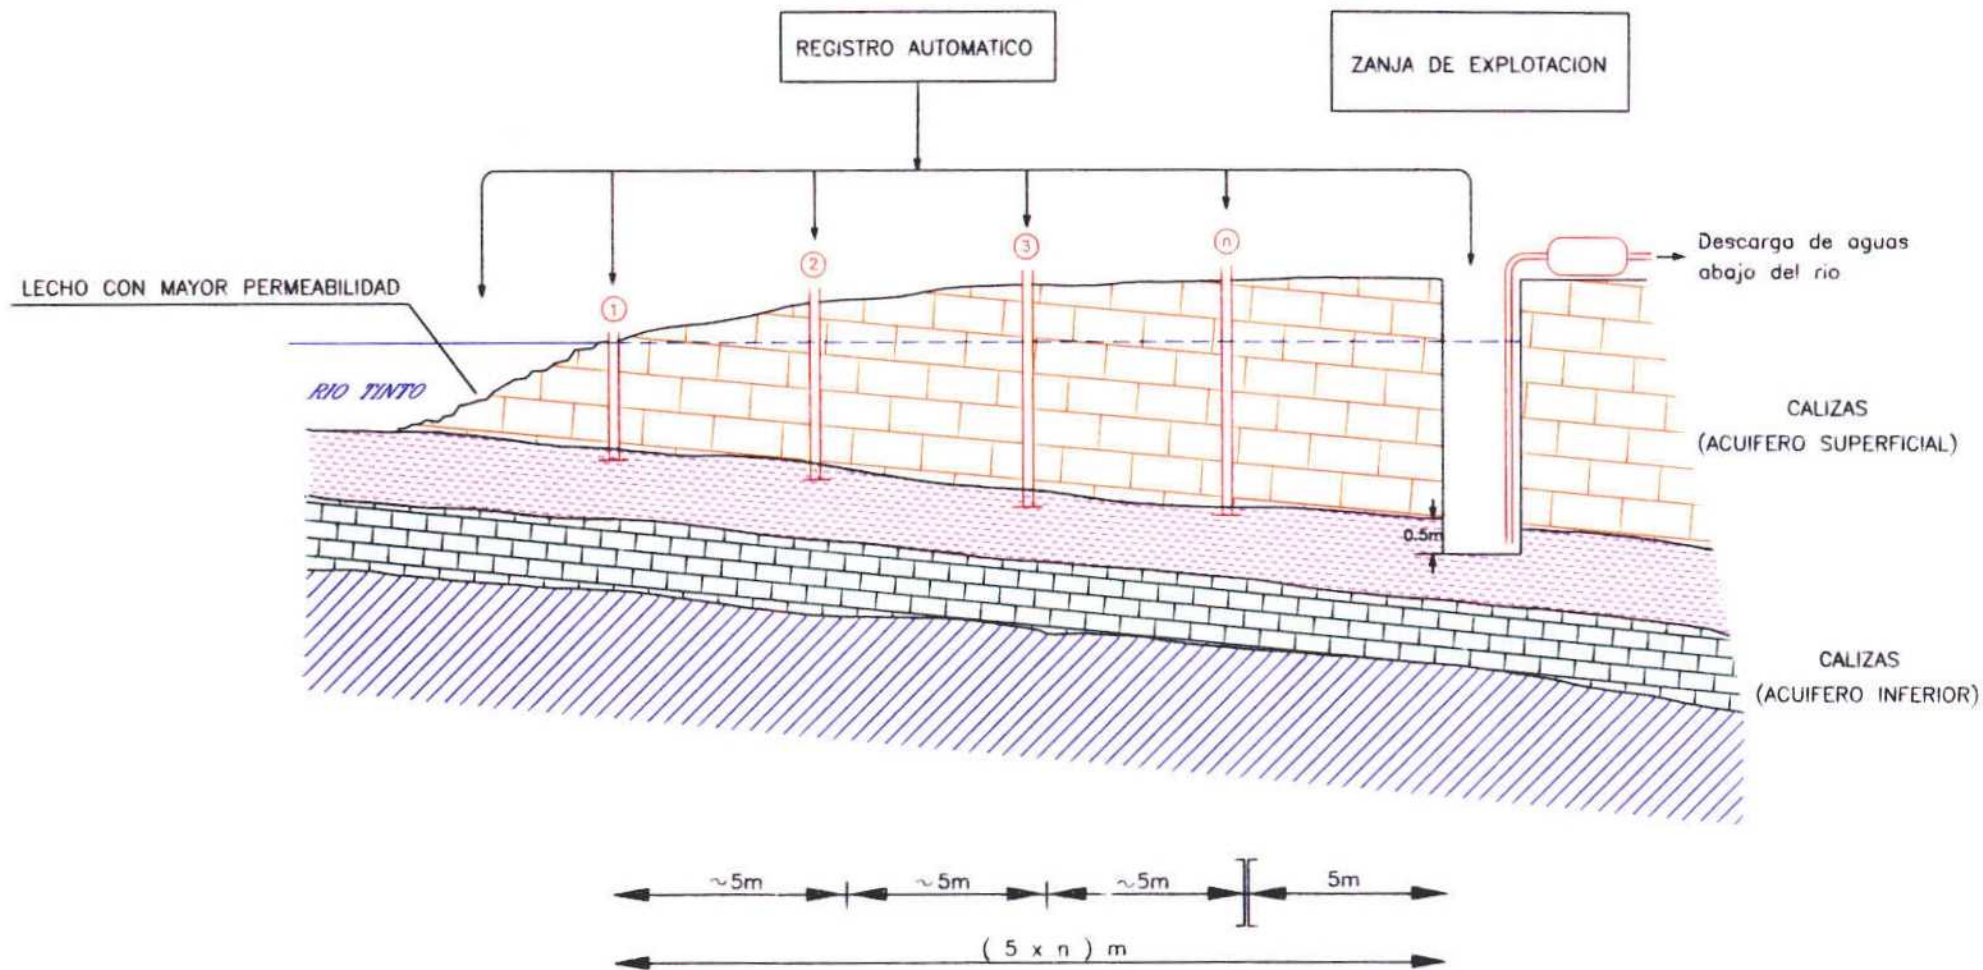 REGISTRO AUTOMATICO
ZANJA DE EXPLOTACION
LECHO CON MAYOR PERMEABILIDAD
1
2
3
n
Descarga de aguas
abajo del rio
RIO TINTO
CALIZAS
(ACUIFERO SUPERFICIAL)
0.5m
CALIZAS
(ACUIFERO INFERIOR)
~5m
~5m
~5m
5m
( 5 x n ) m